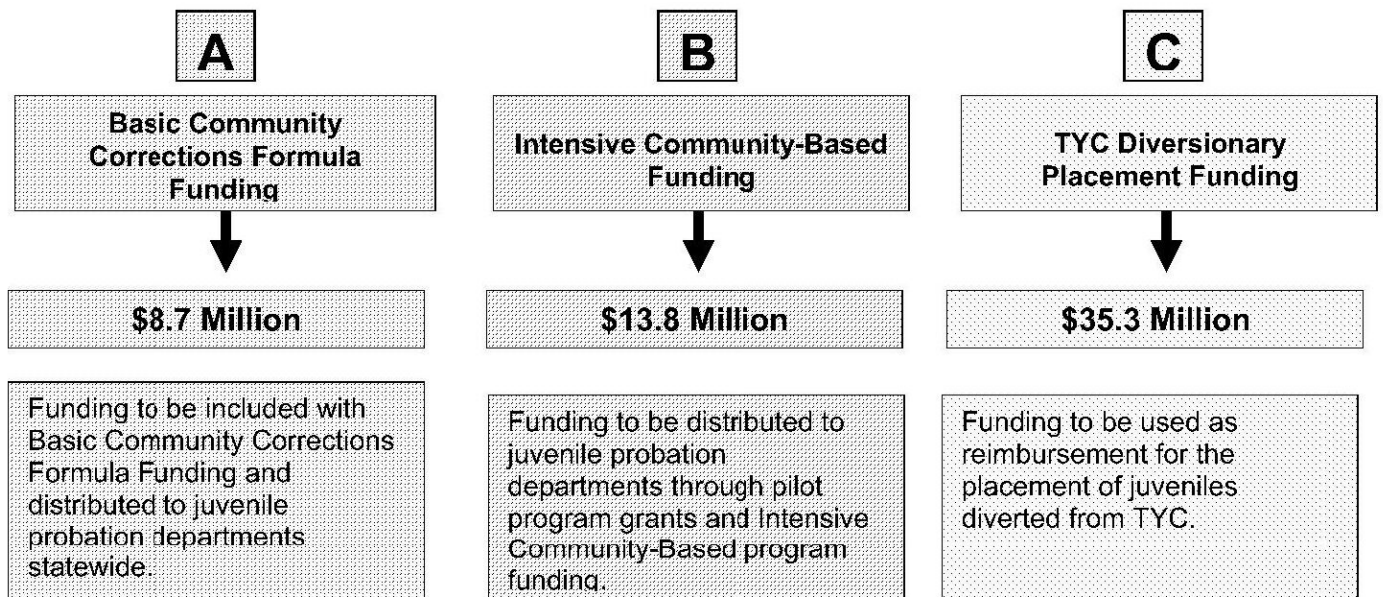 A
Basic Community
Corrections Formula
Funding
$8.7 Million
Funding to be included with
Basic Community Corrections
Formula Funding and
distributed to juvenile
probation departments
statewide.
B
Intensive Community-Based
Funding
$13.8 Million
Funding to be distributed to
juvenile probation
departments through pilot
program grants and Intensive
Community-Based program
funding.
C
TYC Diversionary
Placement Funding
$35.3 Million
Funding to be used as
reimbursement for the
placement of juveniles
diverted from TYC.